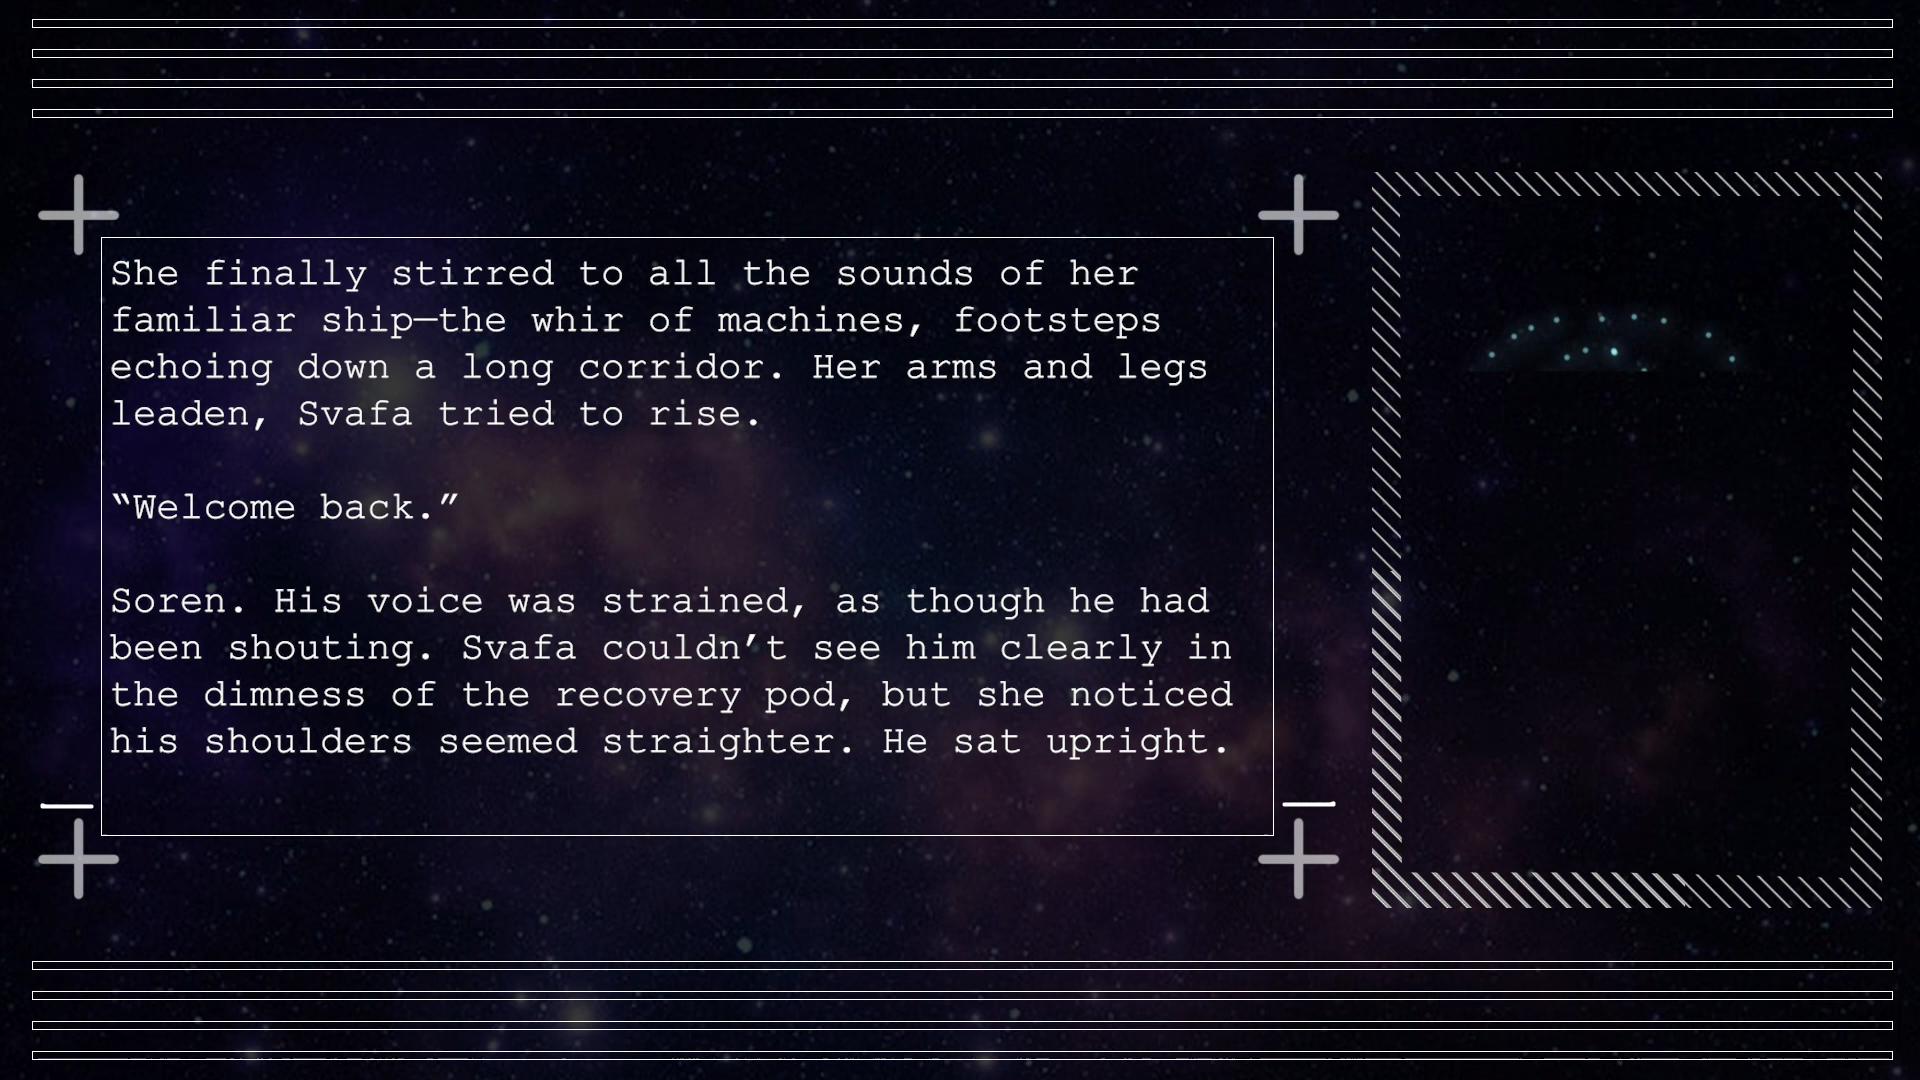 She finally stirred to all the sounds of her
familiar ship—the whir of machines, footsteps
echoing down a long corridor. Her arms and legs
leaden, Svafa tried to rise.
“Welcome back.”
Soren. His voice was strained, as though he had
been shouting. Svafa couldn’t see him clearly in
the dimness of the recovery pod, but she noticed
his shoulders seemed straighter. He sat upright.